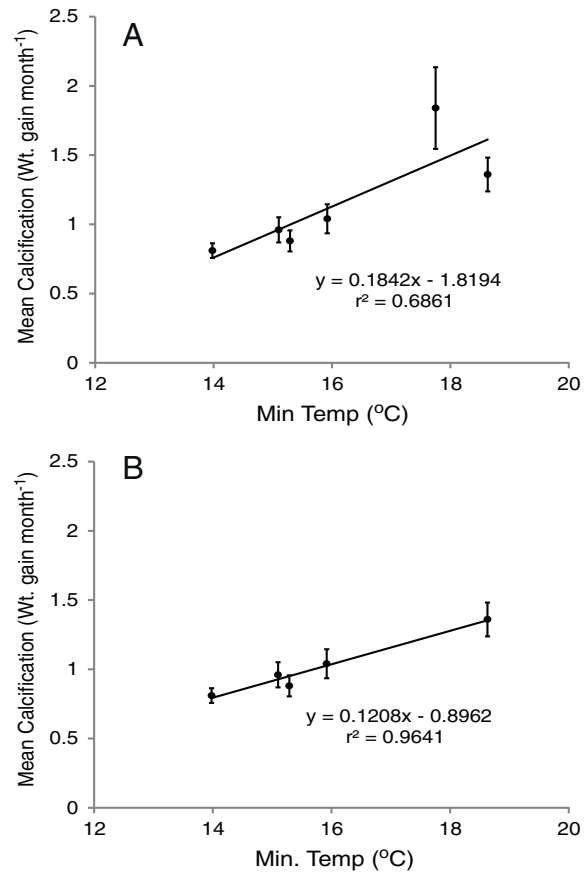 A
2.5
2
1.5
1
0.5
0
Mean Calcification (Wt. gain month⁻¹)
y = 0.1842x - 1.8194
r² = 0.6861
12 14 16 18 20
Min Temp (ºC)
B
2.5
2
1.5
1
0.5
0
Mean Calcification (Wt. gain month⁻¹)
y = 0.1208x - 0.8962
r² = 0.9641
12 14 16 18 20
Min. Temp (ºC)